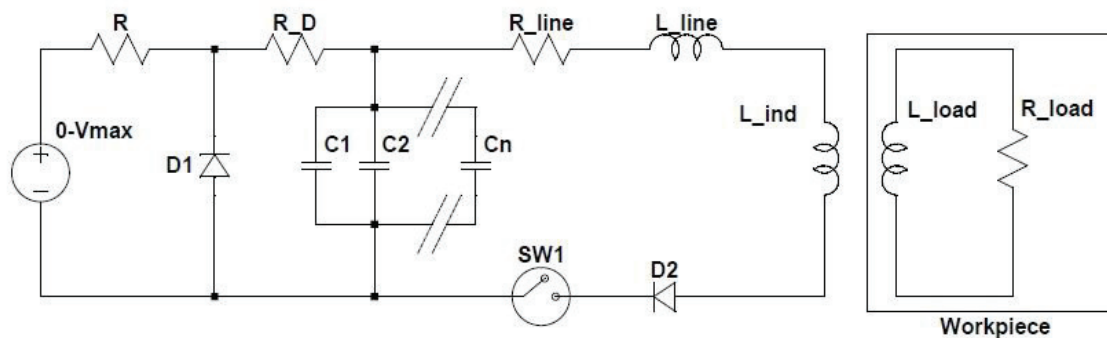 R
R_D
R_line
L_line
0-Vmax
D1
C1
C2
Cn
L_ind
L_load
R_load
SW1
D2
Workpiece